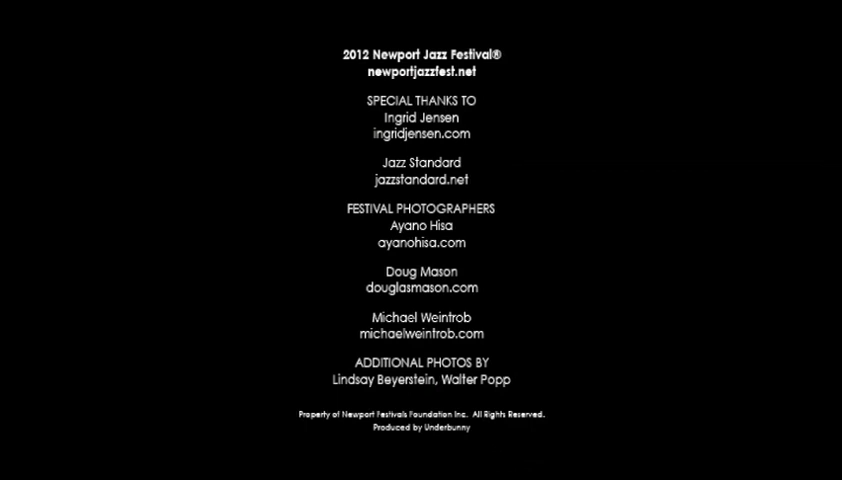 2012 Newport Jazz Festival®
newportjazzfest.net
SPECIAL THANKS TO
Ingrid Jensen
ingridjensen.com
Jazz Standard
jazzstandard.net
FESTIVAL PHOTOGRAPHERS
Ayano Hisa
ayanohisa.com
Doug Mason
douglasmason.com
Michael Weintrob
michaelweintrob.com
ADDITIONAL PHOTOS BY
Lindsay Beyerstein, Walter Popp
Property of Newport Festivals Foundation Inc. All Rights Reserved.
Produced by Underbunny